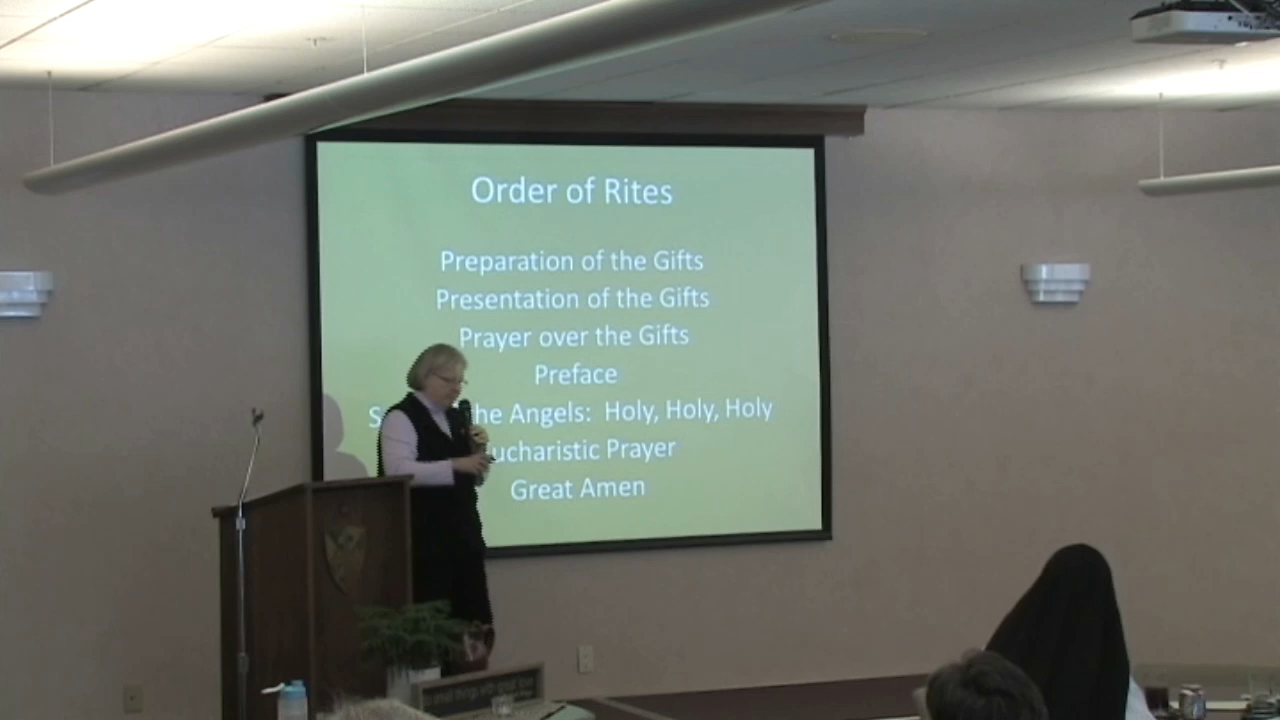 Order of Rites
Preparation of the Gifts
Presentation of the Gifts
Prayer over the Gifts
Preface
Angels: Holy, Holy, Holy
Prayer
Great Amen